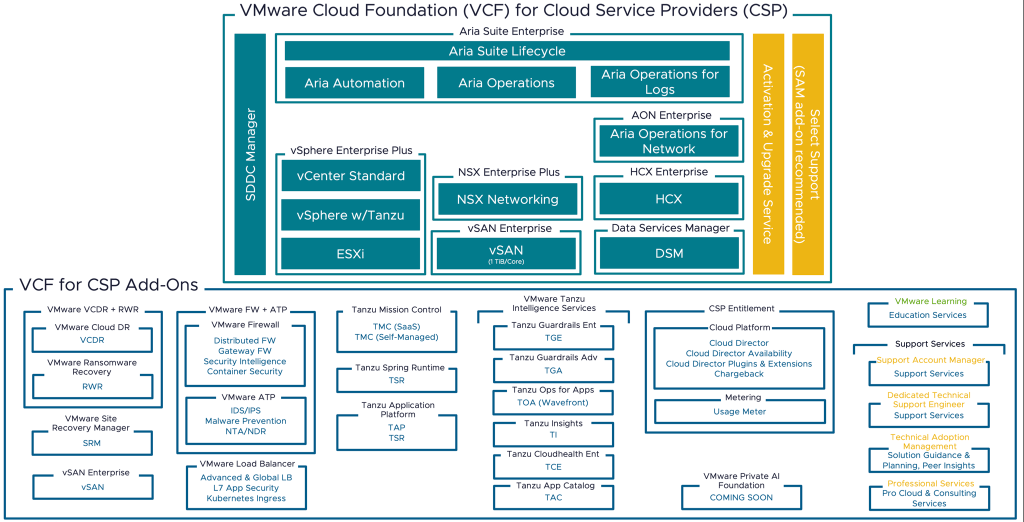 VMware Cloud Foundation (VCF) for Cloud Service Providers (CSP)
SDDC Manager
Aria Suite Enterprise
Aria Suite Lifecycle
Aria Automation
Aria Operations
Aria Operations for
Logs
AON Enterprise
Aria Operations for
Network
vSphere Enterprise Plus
vCenter Standard
vSphere w/Tanzu
ESXi
NSX Enterprise Plus
NSX Networking
vSAN Enterprise
vSAN
(1 TiB/Core)
HCX Enterprise
HCX
Data Services Manager
DSM
Activation & Upgrade Service
Select Support
(SAM add-on recommended)
VCF for CSP Add-Ons
VMware VCDR + RWR
VMware Cloud DR
VCDR
VMware Ransomware
Recovery
RWR
VMware Site
Recovery Manager
SRM
vSAN Enterprise
vSAN
VMware FW + ATP
VMware Firewall
Distributed FW
Gateway FW
Security Intelligence
Container Security
VMware ATP
IDS/IPS
Malware Prevention
NTA/NDR
VMware Load Balancer
Advanced & Global LB
L7 App Security
Kubernetes Ingress
Tanzu Mission Control
TMC (SaaS)
TMC (Self-Managed)
Tanzu Spring Runtime
TSR
Tanzu Application
Platform
TAP
TSR
VMware Tanzu
Intelligence Services
Tanzu Guardrails Ent
TGE
Tanzu Guardrails Adv
TGA
Tanzu Ops for Apps
TOA (Wavefront)
Tanzu Insights
TI
Tanzu Cloudhealth Ent
TCE
Tanzu App Catalog
TAC
CSP Entitlement
Cloud Platform
Cloud Director
Cloud Director Availability
Cloud Director Plugins & Extensions
Chargeback
Metering
Usage Meter
VMware Private AI
Foundation
COMING SOON
VMware Learning
Education Services
Support Services
Support Account Manager
Support Services
Dedicated Technical
Support Engineer
Support Services
Technical Adoption
Management
Solution Guidance &
Planning, Peer Insights
Professional Services
Pro Cloud & Consulting
Services